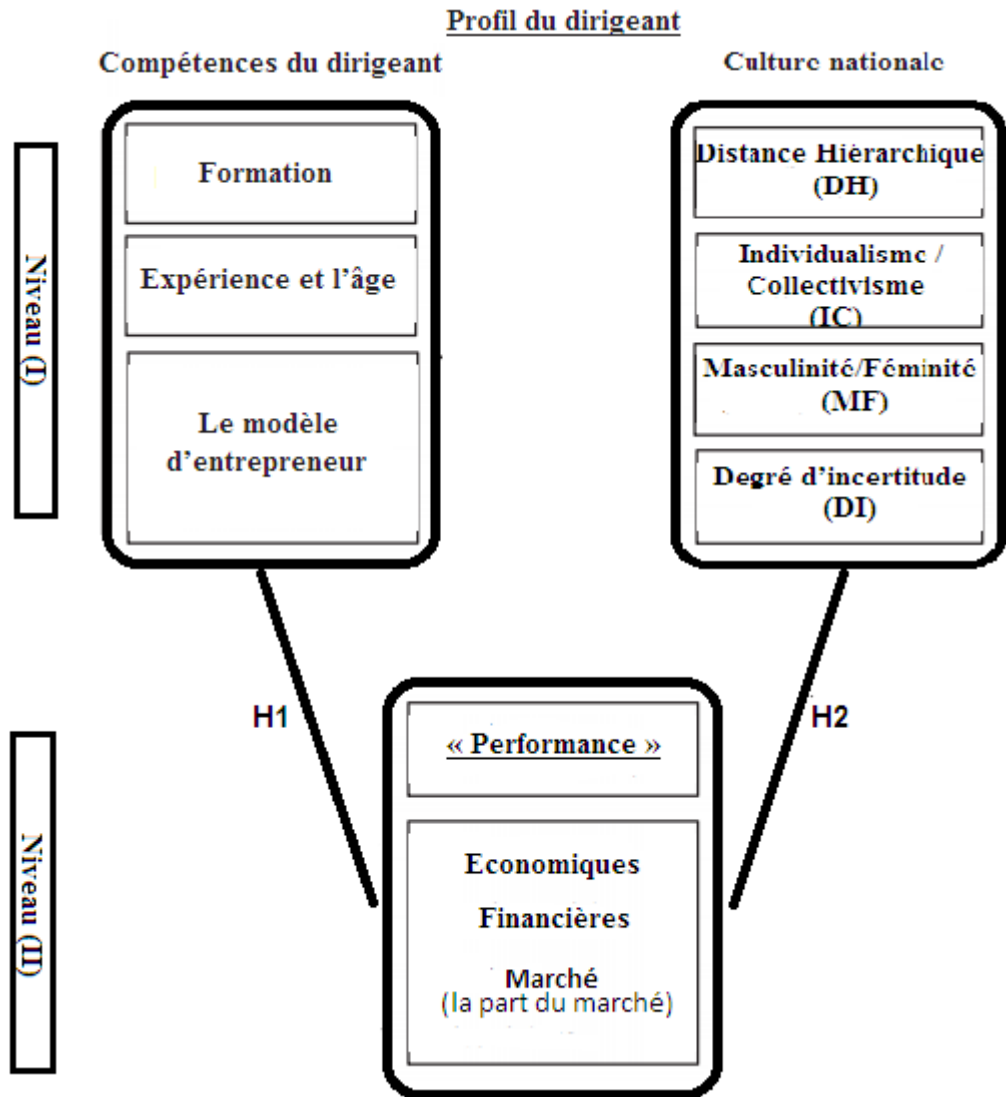 Profil du dirigeant
Compétences du dirigeant
Culture nationale
Niveau (I)
Formation
Expérience et l'âge
Le modèle
d'entrepreneur
Distance Hiérarchique
(DH)
Individualisme /
Collectivisme
(IC)
Masculinité/Féminité
(MF)
Degré d'incertitude
(DI)
H1
H2
Niveau (II)
« Performance »
Economiques
Financières
Marché
(la part du marché)